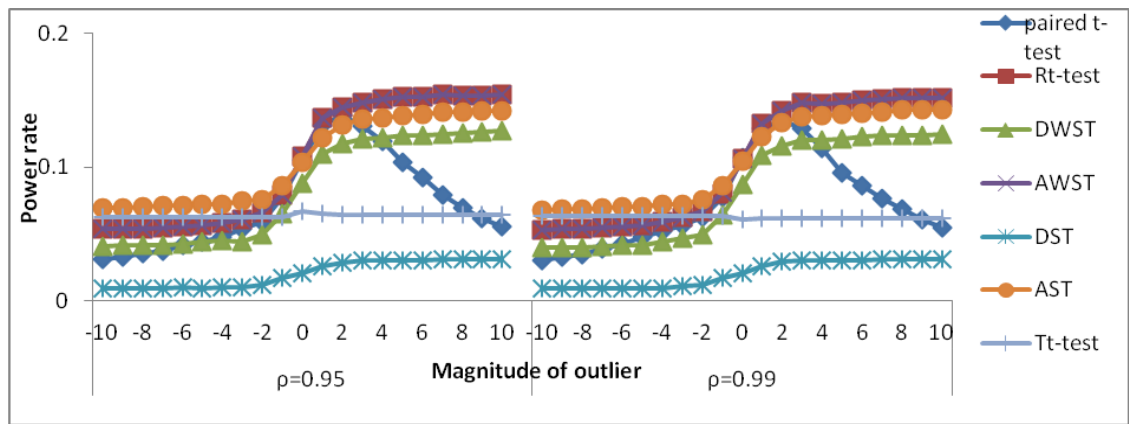 0.2
0.1
0
Power rate
-10 -8 -6 -4 -2 0 2 4 6 8 10
-10 -8 -6 -4 -2 0 2 4 6 8 10
Magnitude of outlier
ρ=0.95
ρ=0.99
paired t-
test
Rt-test
DWST
AWST
DST
AST
Tt-test